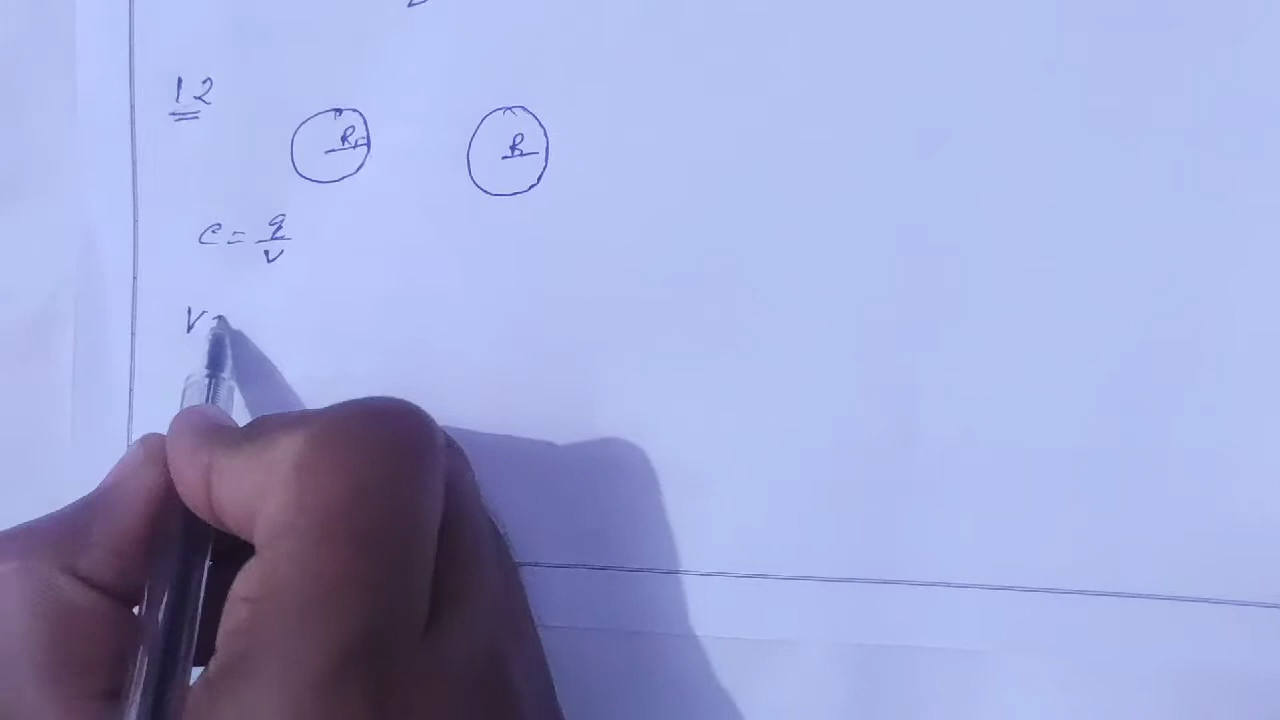 12
R R
C = q/v
V =